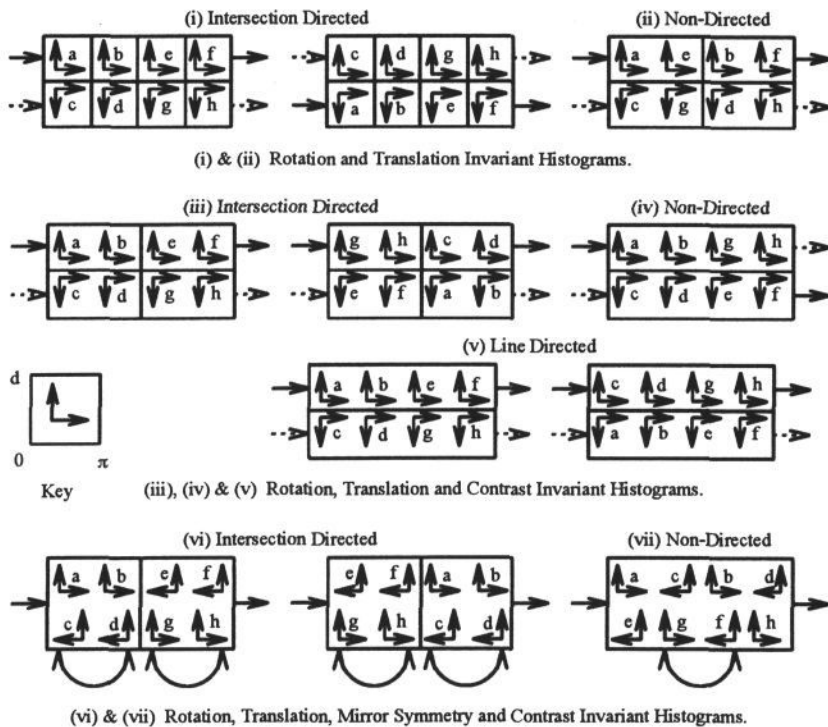 (i) Intersection Directed (ii) Non-Directed
a b e f c d g h a e b f
c d g h a b e f c g d h
(i) & (ii) Rotation and Translation Invariant Histograms.
(iii) Intersection Directed (iv) Non-Directed
a b e f g h c d a b g h
c d g h e f a b c d e f
(v) Line Directed
d
a b e f c d g h
c d g h a b e f
0 π
Key (iii), (iv) & (v) Rotation, Translation and Contrast Invariant Histograms.
(vi) Intersection Directed (vii) Non-Directed
a b e f e f a b a c b d
c d g h g h c d e g f h
(vi) & (vii) Rotation, Translation, Mirror Symmetry and Contrast Invariant Histograms.